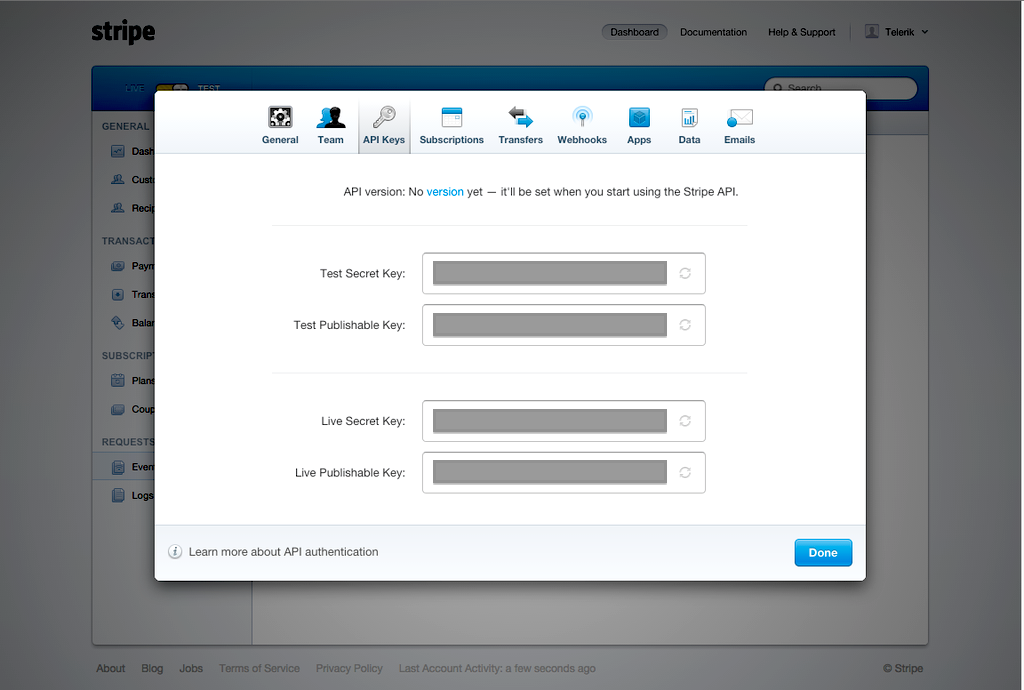 stripe
Dashboard Documentation Help & Support Telerik
LIVE TEST Search
General Team API Keys Subscriptions Transfers Webhooks Apps Data Emails
API version: No version yet — it'll be set when you start using the Stripe API.
Test Secret Key:
Test Publishable Key:
Live Secret Key:
Live Publishable Key:
Learn more about API authentication
Done
GENERAL
Dash
Cust
Recip
TRANSACT
Paym
Trans
Balan
SUBSCRIPT
Plans
Coup
REQUESTS
Even
Logs
About Blog Jobs Terms of Service Privacy Policy Last Account Activity: a few seconds ago © Stripe